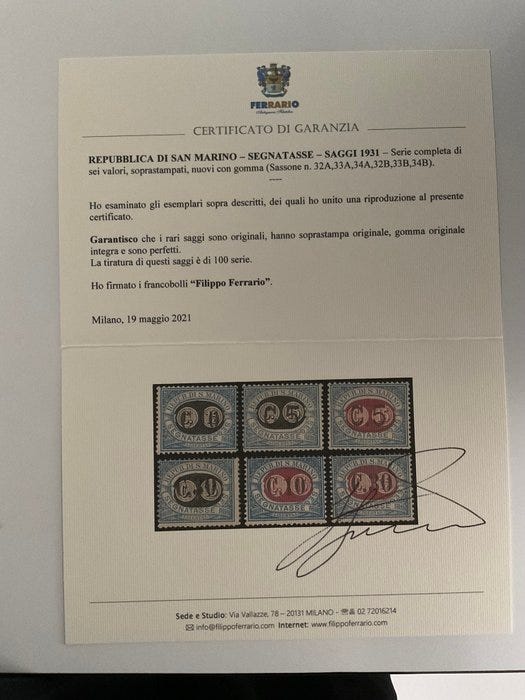 FERRARIO
CERTIFICATO DI GARANZIA
REPUBBLICA DI SAN MARINO – SEGNATASSE – SAGGI 1931 – Serie completa di
sei valori, soprastampati, nuovi con gomma (Sassone n. 32A,33A,34A,32B,33B,34B).
Ho esaminato gli esemplari sopra descritti, dei quali ho unito una riproduzione al presente
certificato.
Garantisco che i rari saggi sono originali, hanno soprastampa originale, gomma originale
integra e sono perfetti.
La tiratura di questi saggi è di 100 serie.
Ho firmato i francobolli “Filippo Ferrario”.
Milano, 19 maggio 2021
SEGNATASSE SEGNATASSE SEGNATASSE
SEGNATASSE SEGNATASSE SEGNATASSE
Sede e Studio: Via Vallazze, 78 – 20131 MILANO - ☎ 02 72016214
✉ info@filippoferrario.com Internet: www.filippoferrario.com